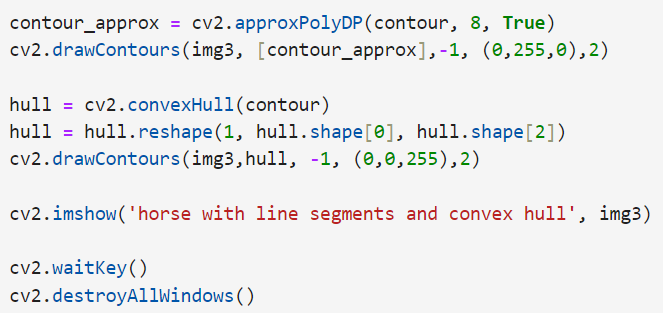 contour_approx = cv2.approxPolyDP(contour, 8, True)
cv2.drawContours(img3, [contour_approx],-1, (0,255,0),2)
hull = cv2.convexHull(contour)
hull = hull.reshape(1, hull.shape[0], hull.shape[2])
cv2.drawContours(img3,hull, -1, (0,0,255),2)
cv2.imshow('horse with line segments and convex hull', img3)
cv2.waitKey()
cv2.destroyAllWindows()